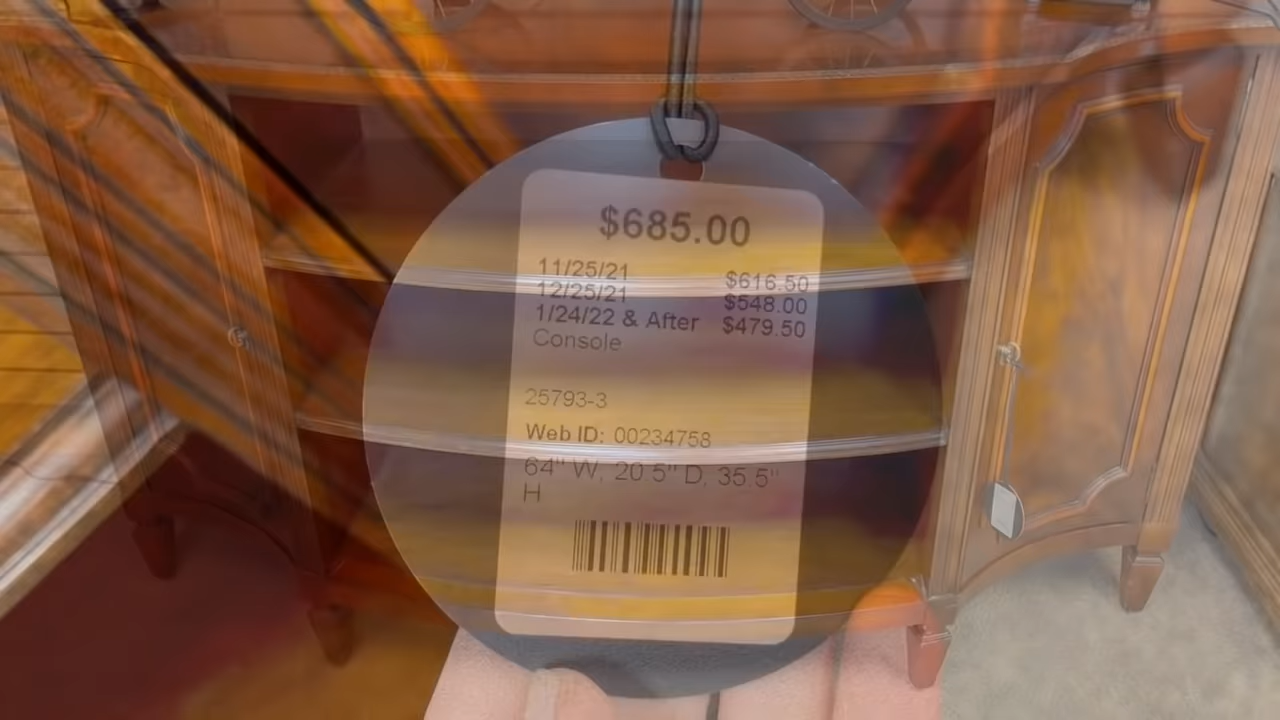 $685.00
11/25/21 $616.50
12/25/21 $548.00
1/24/22 & After $479.50
Console
25793-3
Web ID: 00234758
64" W, 20.5" D, 35.5"
H